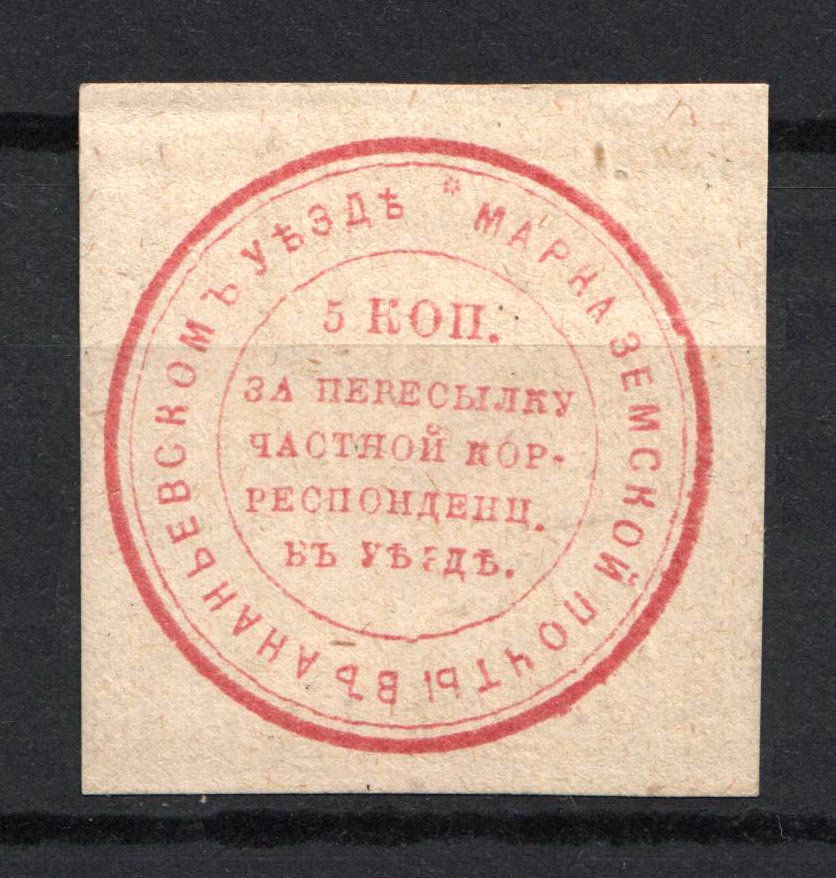 * МАРКА ЗЕМСКОЙ ПОЧТЫ ВЪ АНАНЬЕВСКОМЪ УѢЗДѢ
5 КОП.
ЗА ПЕРЕСЫЛКУ
ЧАСТНОЙ КОР-
РЕСПОНДЕНЦ.
ВЪ УѢЗДѢ.